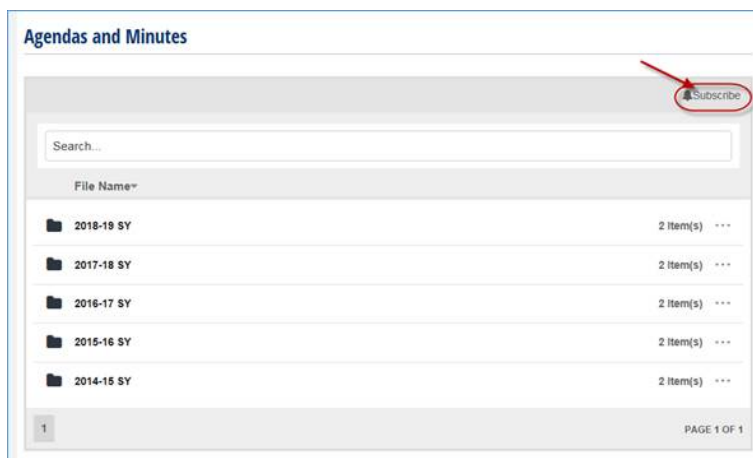 Agendas and Minutes
Subscribe
Search...
File Name
2018-19 SY 2 Item(s) ...
2017-18 SY 2 Item(s) ...
2016-17 SY 2 Item(s) ...
2015-16 SY 2 Item(s) ...
2014-15 SY 2 Item(s) ...
1 PAGE 1 OF 1